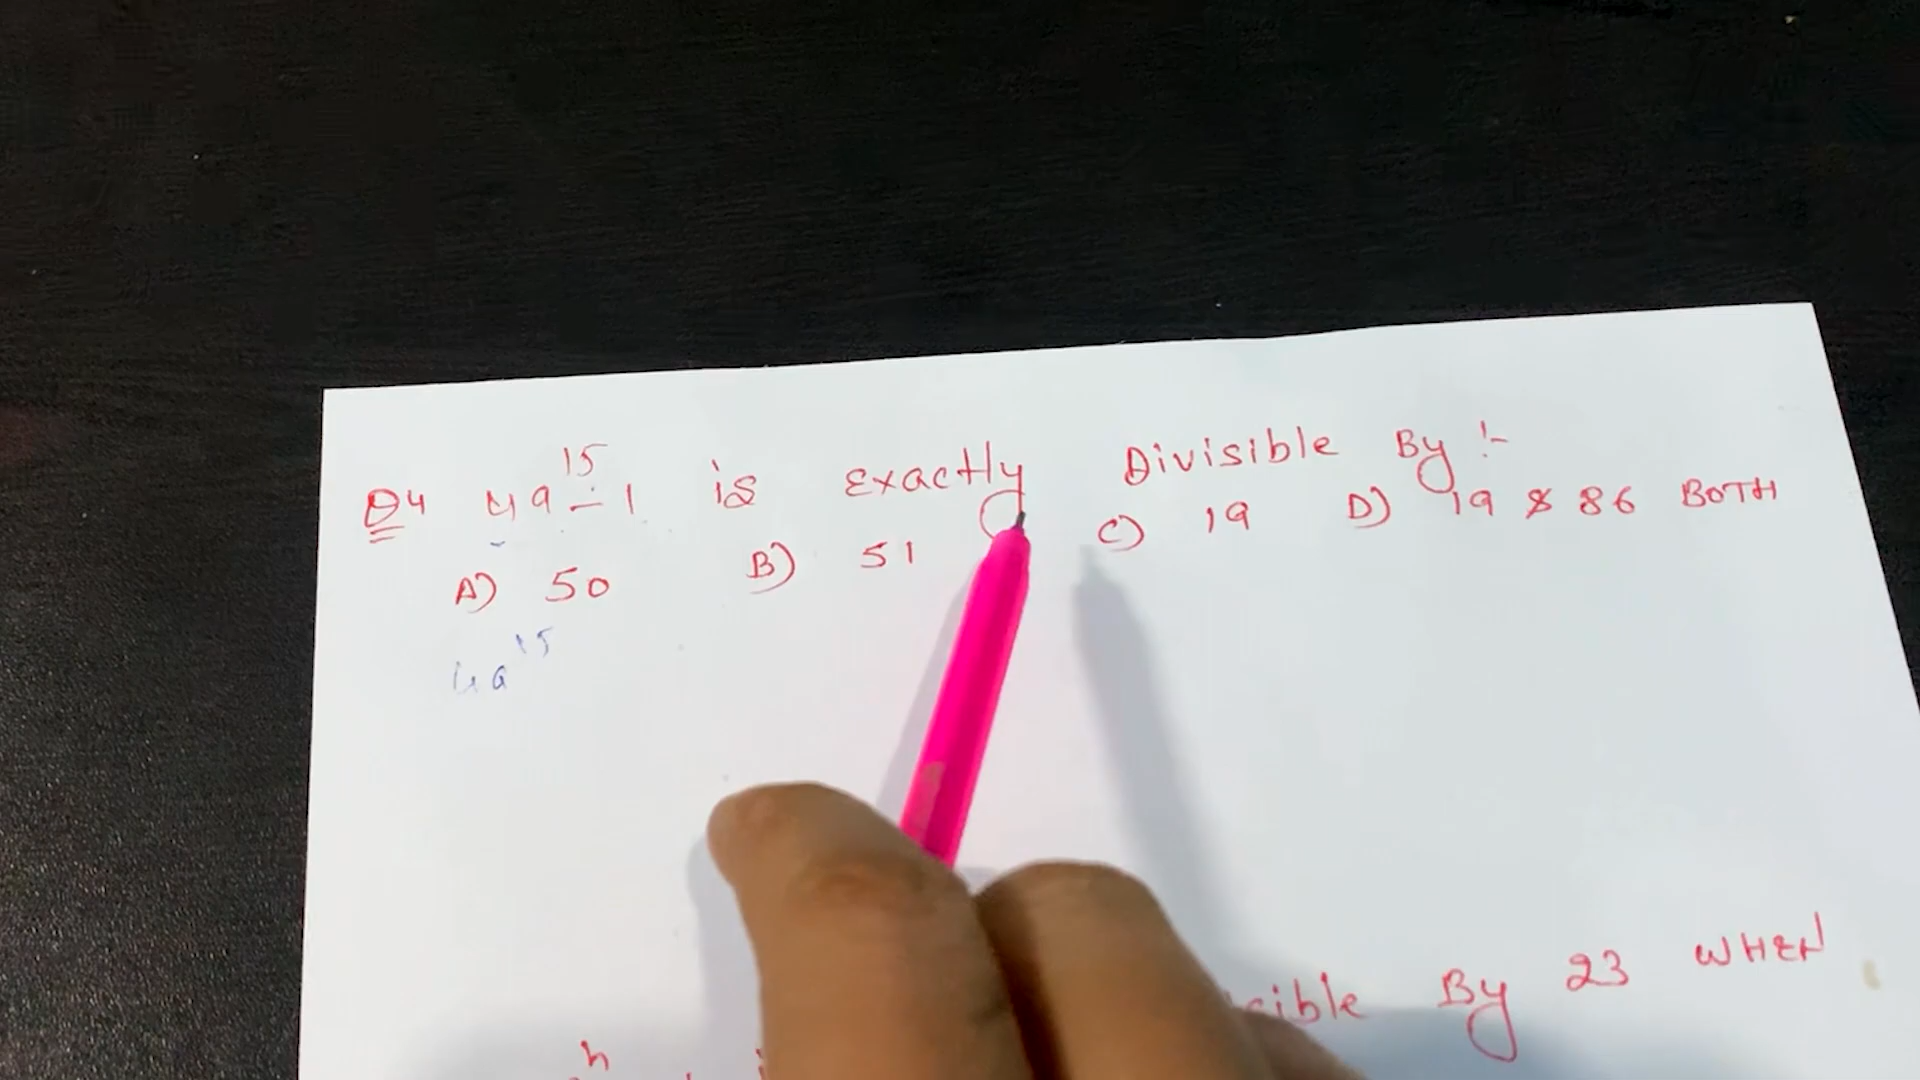 Q4 49^15 - 1 is Exactly Divisible By :-
A) 50 B) 51 C) 19 D) 19 & 86 BOTH
49^15
By 23 WHEN
n